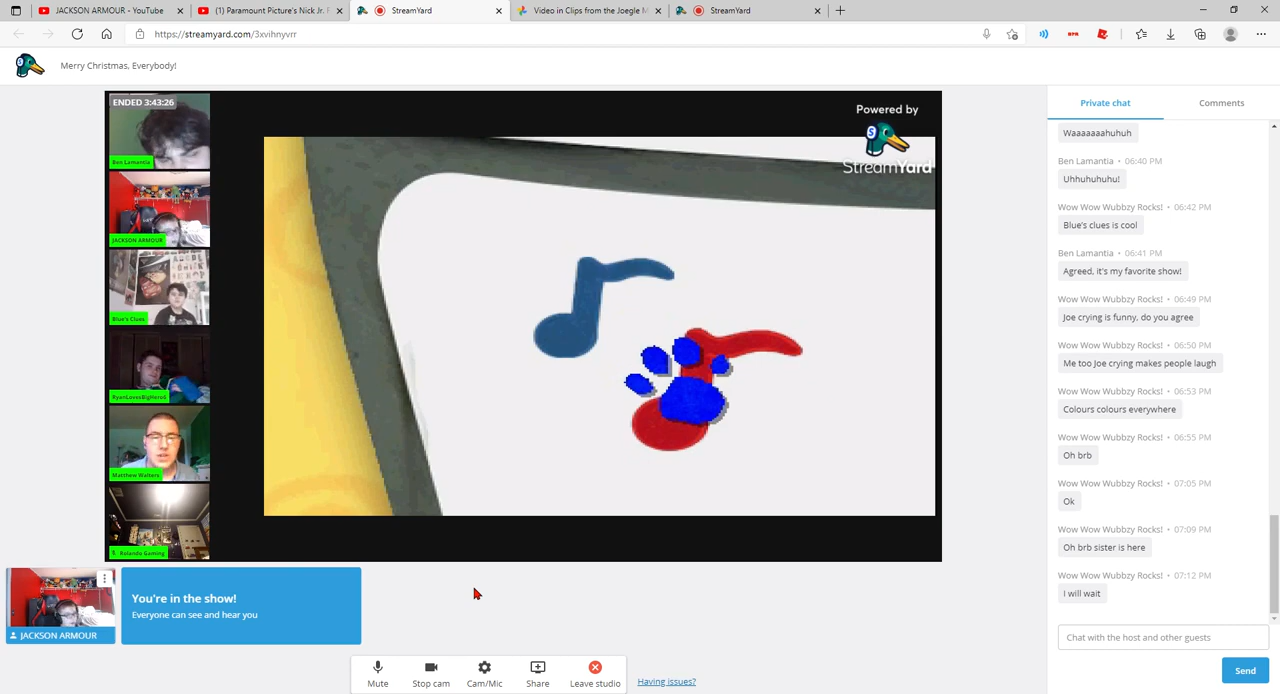 JACKSON ARMOUR - YouTube
(1) Paramount Picture's Nick Jr. F
StreamYard
Video in Clips from the Joegle M
StreamYard
https://streamyard.com/3xvihnyvrr
Merry Christmas, Everybody!
ENDED 3:43:26
Ben Lamantia
JACKSON ARMOUR
Blue's Clues
RyanLovesBigHero6
Matthew Walters
Rolando Gaming
Powered by
StreamYard
JACKSON ARMOUR
You're in the show!
Everyone can see and hear you
Mute
Stop cam
Cam/Mic
Share
Leave studio
Having issues?
Private chat
Comments
Waaaaaaahuhuh
Ben Lamantia • 06:40 PM
Uhhuhuhuhu!
Wow Wow Wubbzy Rocks! • 06:42 PM
Blue's clues is cool
Ben Lamantia • 06:41 PM
Agreed, it's my favorite show!
Wow Wow Wubbzy Rocks! • 06:49 PM
Joe crying is funny, do you agree
Wow Wow Wubbzy Rocks! • 06:50 PM
Me too Joe crying makes people laugh
Wow Wow Wubbzy Rocks! • 06:53 PM
Colours colours everywhere
Wow Wow Wubbzy Rocks! • 06:55 PM
Oh brb
Wow Wow Wubbzy Rocks! • 07:05 PM
Ok
Wow Wow Wubbzy Rocks! • 07:09 PM
Oh brb sister is here
Wow Wow Wubbzy Rocks! • 07:12 PM
I will wait
Chat with the host and other guests
Send